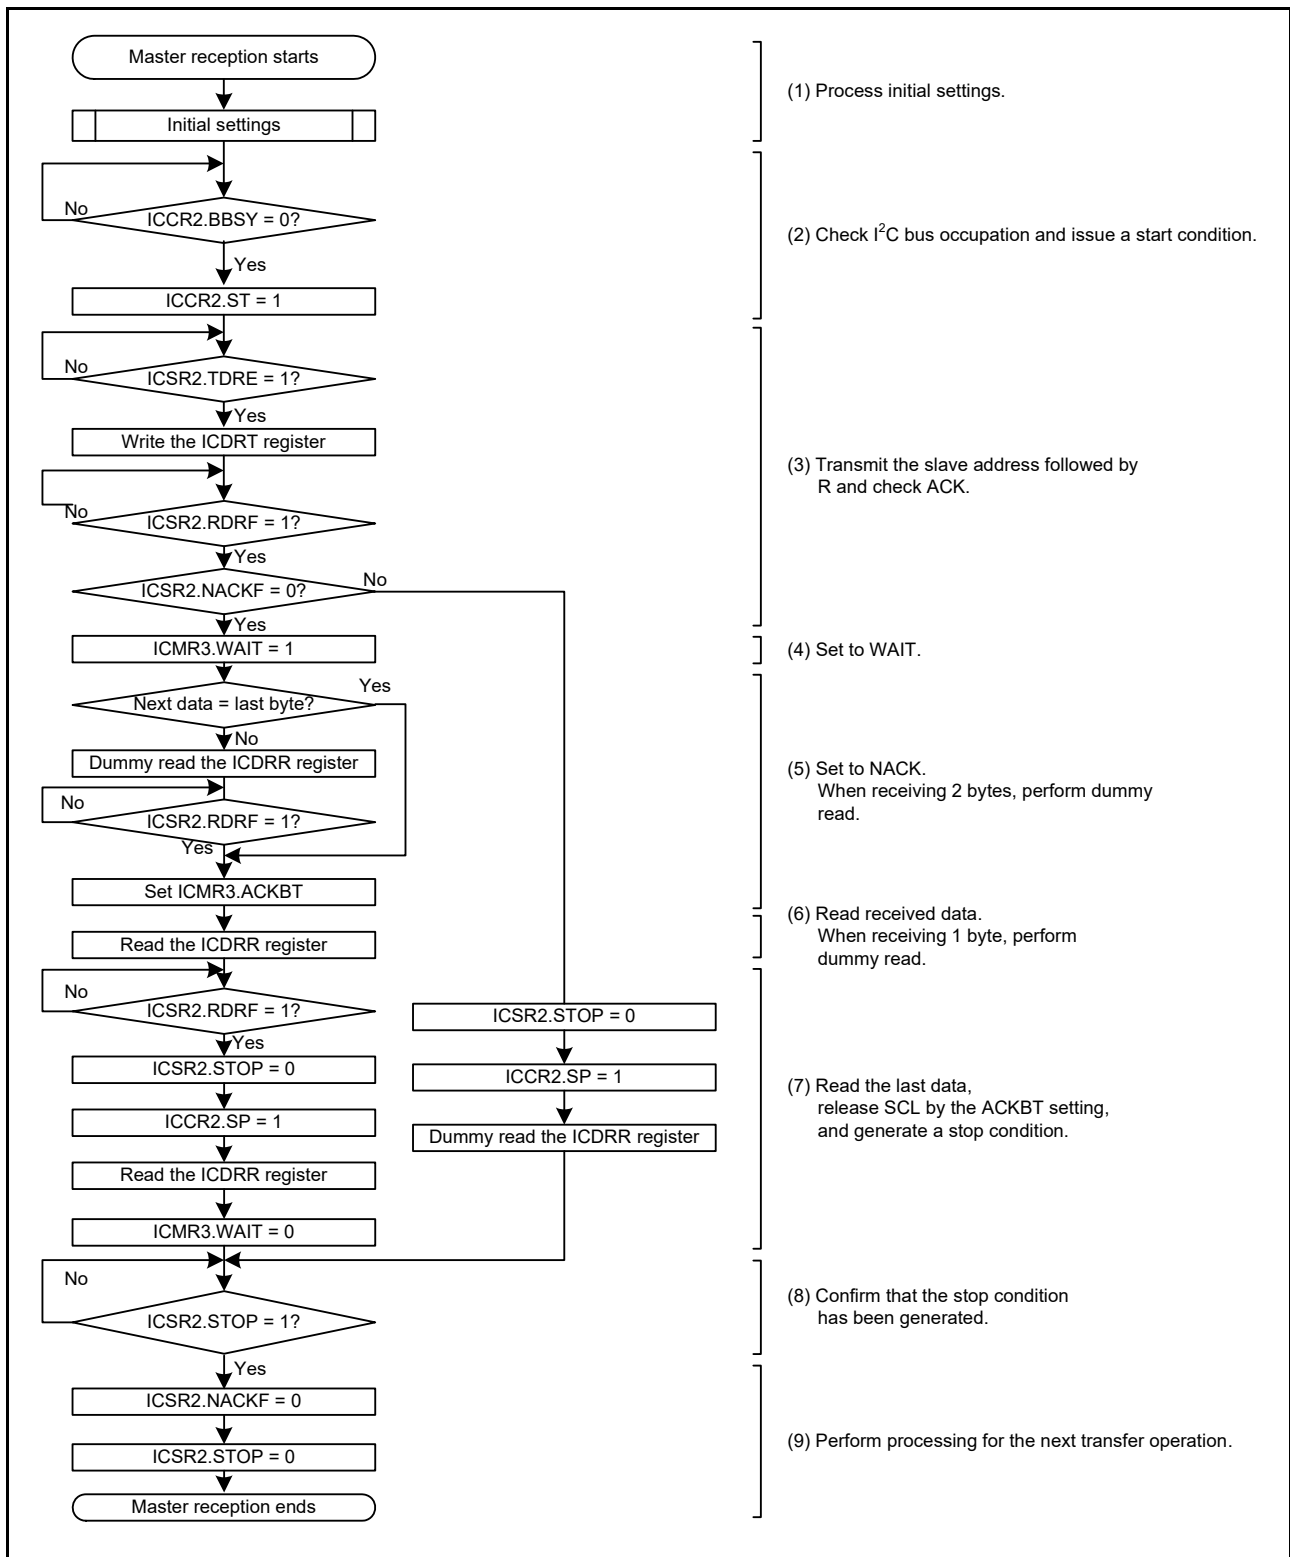 Master reception starts
Initial settings
(1) Process initial settings.
No
ICCR2.BBSY = 0?
Yes
ICCR2.ST = 1
(2) Check I²C bus occupation and issue a start condition.
No
ICSR2.TDRE = 1?
Yes
Write the ICDRT register
No
ICSR2.RDRF = 1?
Yes
ICSR2.NACKF = 0?
No
Yes
(3) Transmit the slave address followed by
R and check ACK.
ICMR3.WAIT = 1
(4) Set to WAIT.
Next data = last byte?
Yes
No
Dummy read the ICDRR register
No
ICSR2.RDRF = 1?
Yes
Set ICMR3.ACKBT
(5) Set to NACK.
When receiving 2 bytes, perform dummy
read.
Read the ICDRR register
(6) Read received data.
When receiving 1 byte, perform
dummy read.
No
ICSR2.RDRF = 1?
Yes
ICSR2.STOP = 0
ICCR2.SP = 1
Read the ICDRR register
ICMR3.WAIT = 0
ICSR2.STOP = 0
ICCR2.SP = 1
Dummy read the ICDRR register
(7) Read the last data,
release SCL by the ACKBT setting,
and generate a stop condition.
No
ICSR2.STOP = 1?
Yes
(8) Confirm that the stop condition
has been generated.
ICSR2.NACKF = 0
ICSR2.STOP = 0
Master reception ends
(9) Perform processing for the next transfer operation.